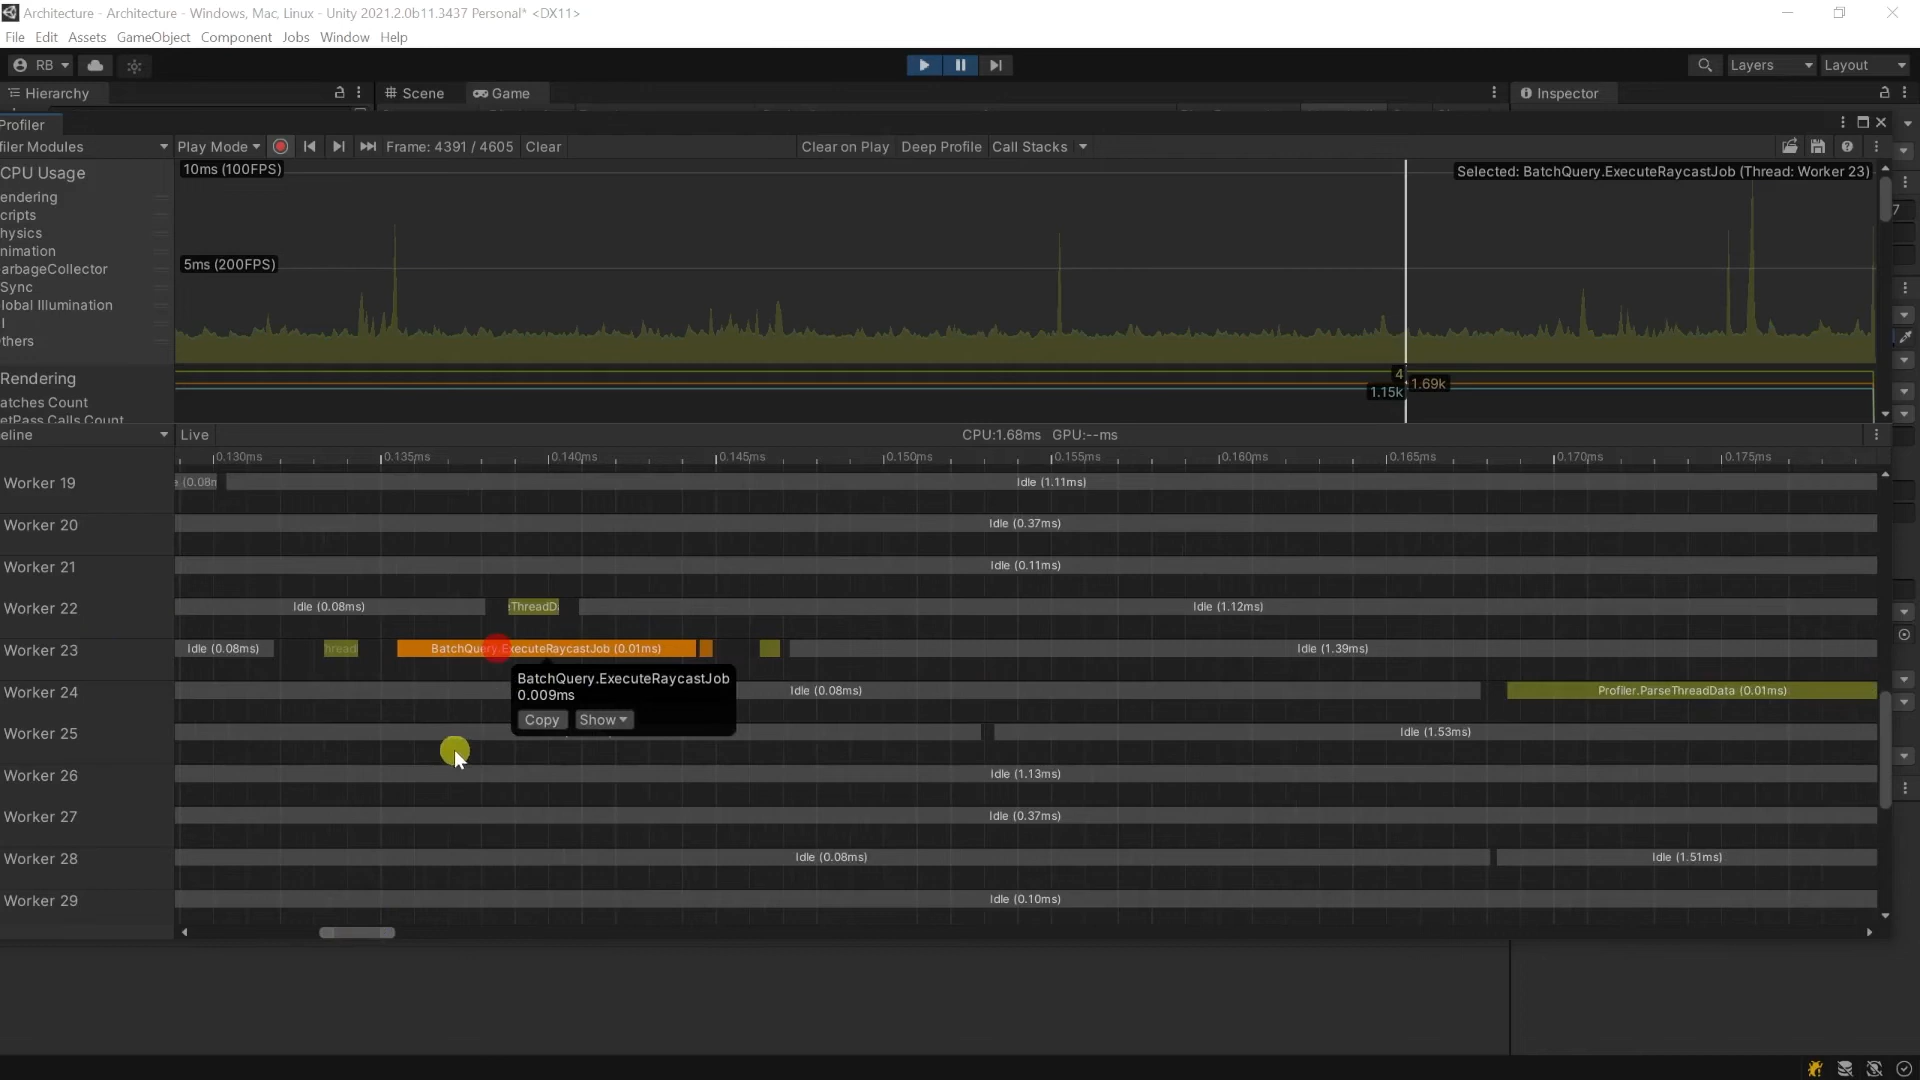 Architecture - Architecture - Windows, Mac, Linux - Unity 2021.2.0b11.3437 Personal* <DX11>
File Edit Assets GameObject Component Jobs Window Help
RB Layers Layout
Hierarchy Scene Game Inspector
Profiler
filer Modules Play Mode Frame: 4391 / 4605 Clear Clear on Play Deep Profile Call Stacks
CPU Usage 10ms (100FPS) Selected: BatchQuery.ExecuteRaycastJob (Thread: Worker 23)
endering
cripts
7
hysics
nimation
arbageCollector 5ms (200FPS)
Sync
lobal Illumination
I
thers
Rendering 4
1.69k
1.15k
atches Count
etPass Calls Count
eline Live CPU:1.68ms GPU:--ms
0.130ms 0.135ms 0.140ms 0.145ms 0.150ms 0.155ms 0.160ms 0.165ms 0.170ms 0.175ms
Worker 19 e (0.08n Idle (1.11ms)
Worker 20 Idle (0.37ms)
Worker 21 Idle (0.11ms)
Worker 22 Idle (0.08ms) ThreadD Idle (1.12ms)
Worker 23 Idle (0.08ms) hread BatchQuery.ExecuteRaycastJob (0.01ms) Idle (1.39ms)
BatchQuery.ExecuteRaycastJob
0.009ms
Copy Show
Worker 24 Idle (0.08ms) Profiler.ParseThreadData (0.01ms)
Worker 25 Idle (1.53ms)
Worker 26 Idle (1.13ms)
Worker 27 Idle (0.37ms)
Worker 28 Idle (0.08ms) Idle (1.51ms)
Worker 29 Idle (0.10ms)